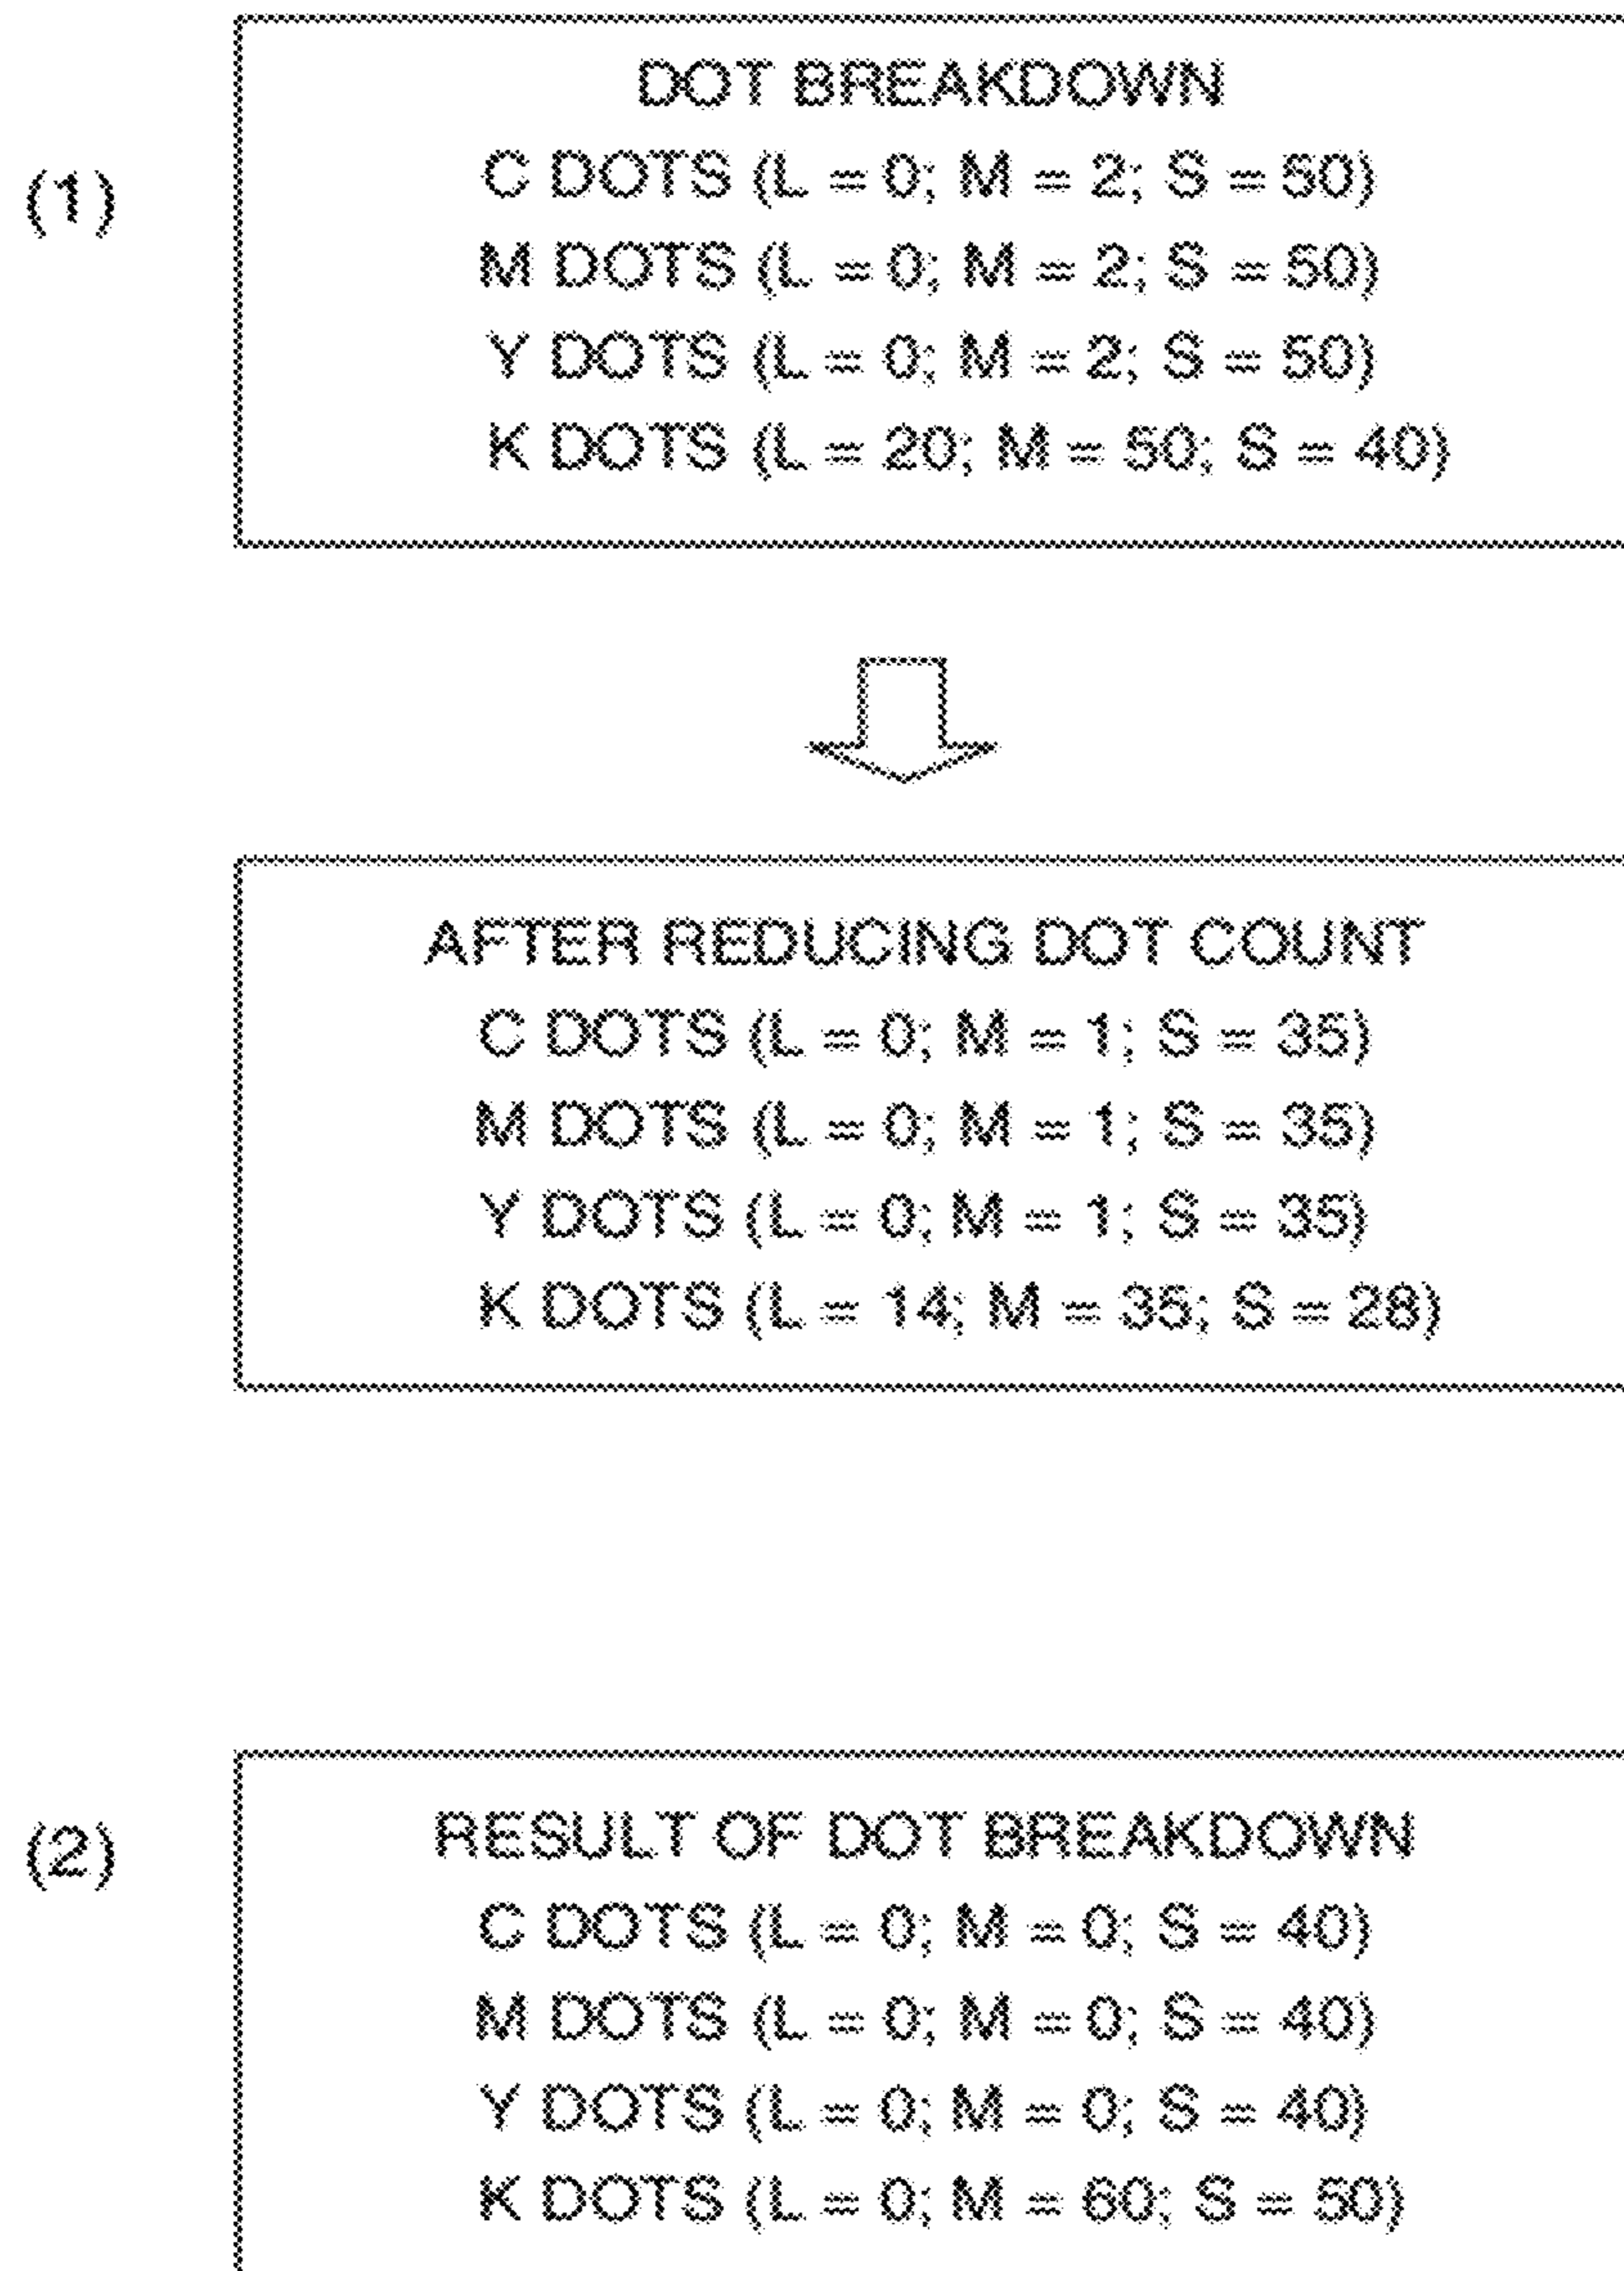 (1)
DOT BREAKDOWN
C DOTS (L = 0; M = 2; S = 50)
M DOTS (L = 0; M = 2; S = 50)
Y DOTS (L = 0; M = 2; S = 50)
K DOTS (L = 20; M = 50; S = 40)
AFTER REDUCING DOT COUNT
C DOTS (L = 0; M = 1; S = 35)
M DOTS (L = 0; M = 1; S = 35)
Y DOTS (L = 0; M = 1; S = 35)
K DOTS (L = 14; M = 35; S = 28)
(2)
RESULT OF DOT BREAKDOWN
C DOTS (L = 0; M = 0; S = 40)
M DOTS (L = 0; M = 0; S = 40)
Y DOTS (L = 0; M = 0; S = 40)
K DOTS (L = 0; M = 60; S = 50)